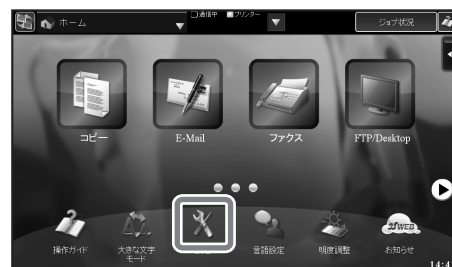 ホーム
通信中
プリンター
ジョブ状況
コピー
E-Mail
ファクス
FTP/Desktop
操作ガイド
大きな文字
モード
言語設定
明度調整
WEB
お知らせ
14:4